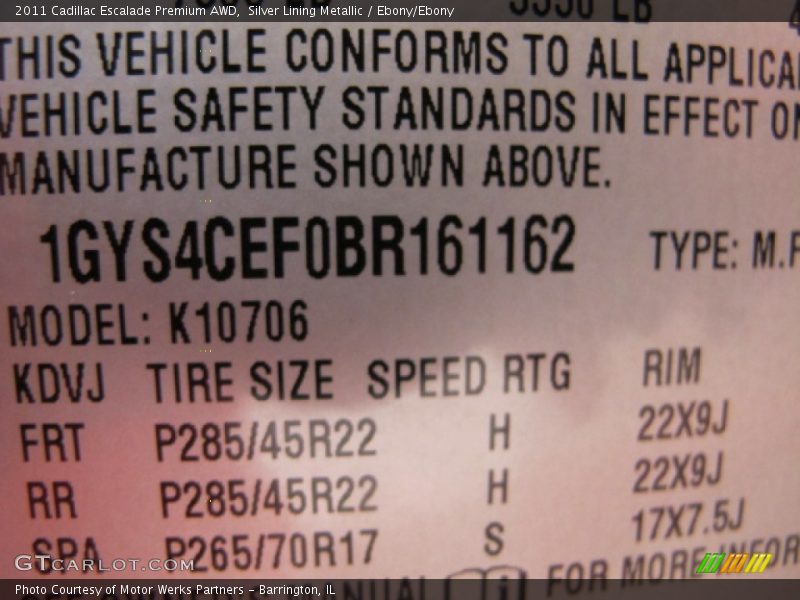 2011 Cadillac Escalade Premium AWD, Silver Lining Metallic / Ebony/Ebony
LB
THIS VEHICLE CONFORMS TO ALL APPLICA
VEHICLE SAFETY STANDARDS IN EFFECT ON
MANUFACTURE SHOWN ABOVE.
1GYS4CEF0BR161162 TYPE: M.P
MODEL: K10706
KDVJ TIRE SIZE SPEED RTG RIM
FRT P285/45R22 H 22X9J
RR P285/45R22 H 22X9J
SPA P265/70R17 S 17X7.5J
GTCARLOT.COM
MANUAL FOR MORE INFOR
Photo Courtesy of Motor Werks Partners - Barrington, IL